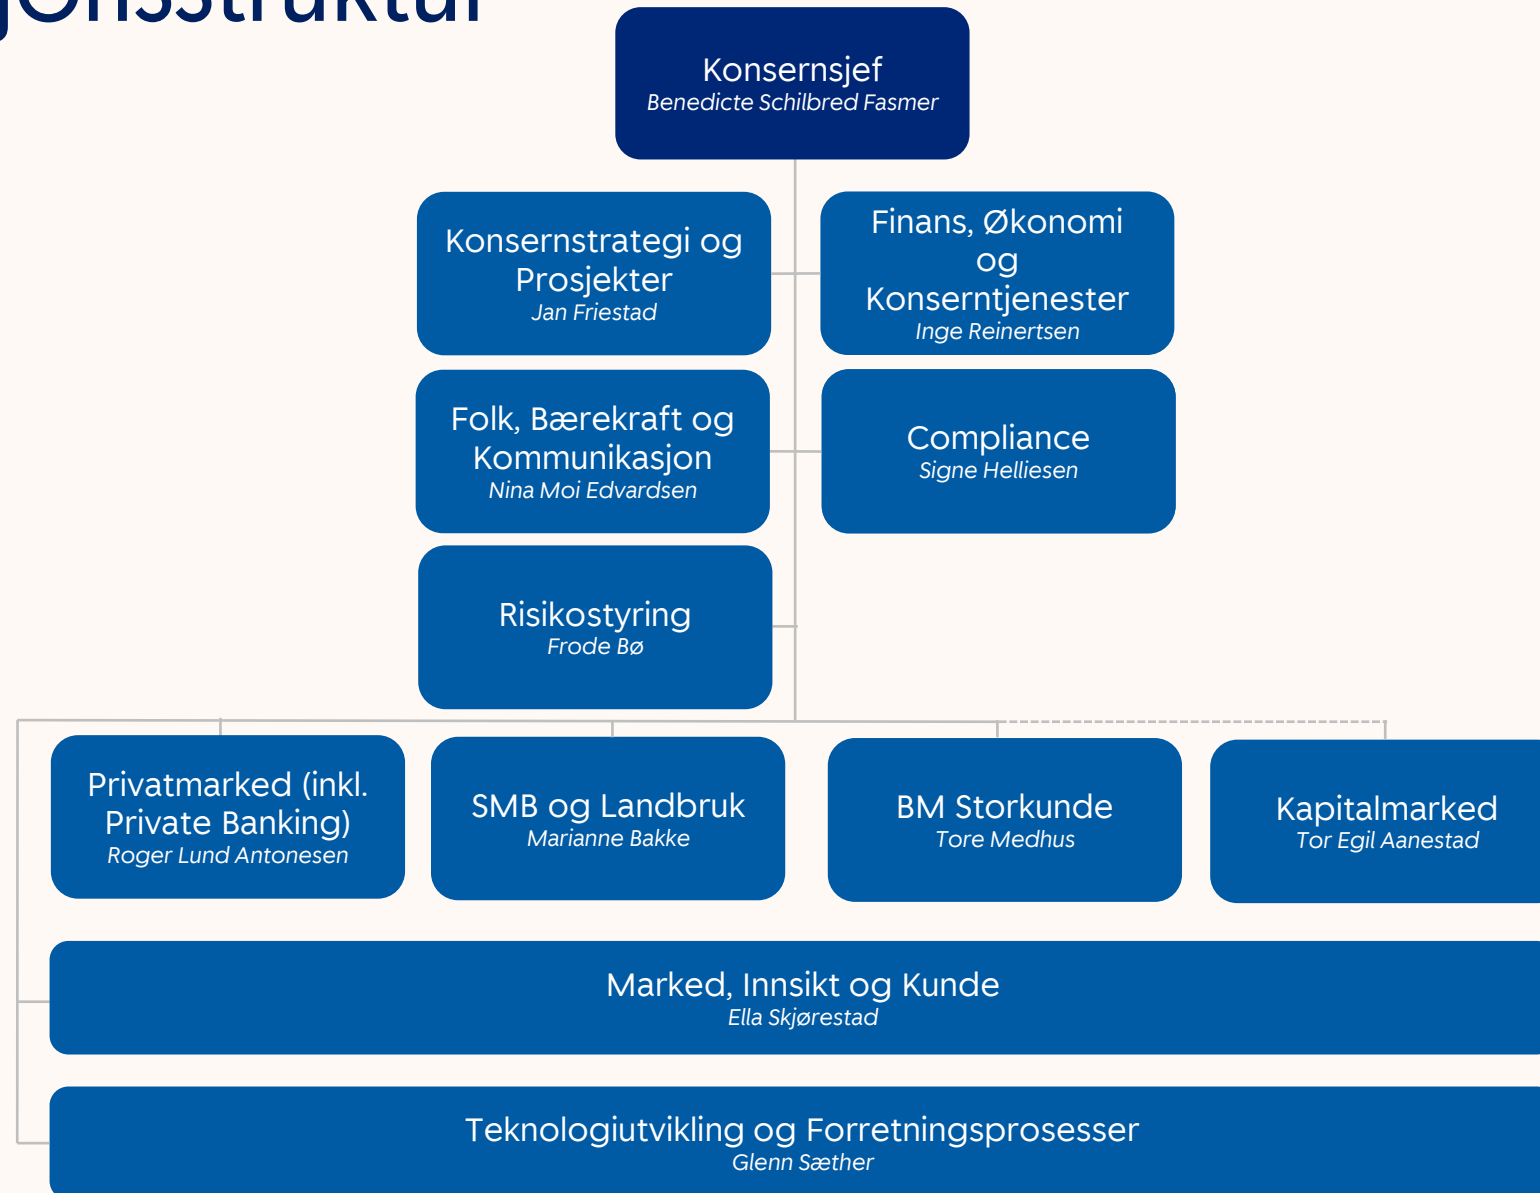 Konsernsjef
Benedicte Schilbred Fasmer
Konsernstrategi og
Prosjekter
Jan Friestad
Finans, Økonomi
og
Konserntjenester
Inge Reinertsen
Folk, Bærekraft og
Kommunikasjon
Nina Moi Edvardsen
Compliance
Signe Helliesen
Risikostyring
Frode Bø
Privatmarked (inkl.
Private Banking)
Roger Lund Antonesen
SMB og Landbruk
Marianne Bakke
BM Storkunde
Tore Medhus
Kapitalmarked
Tor Egil Aanestad
Marked, Innsikt og Kunde
Ella Skjørestad
Teknologiutvikling og Forretningsprosesser
Glenn Sæther